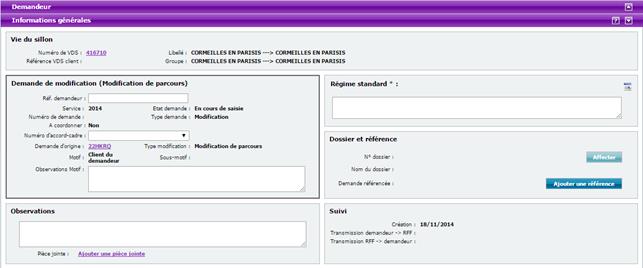 Demandeur
Informations générales
Vie du sillon
Numéro de VDS : 416710 Libellé : CORMEILLES EN PARISIS ---> CORMEILLES EN PARISIS
Référence VDS client : Groupe : CORMEILLES EN PARISIS ---> CORMEILLES EN PARISIS
Demande de modification (Modification de parcours)
Réf. demandeur :
Service : 2014 Etat demande : En cours de saisie
Numéro de demande : Type demande : Modification
A coordonner : Non
Numéro d'accord-cadre :
Demande d'origine : 22HKRQ Type modification : Modification de parcours
Motif : Client du demandeur Sous-motif :
Observations Motif :
Régime standard * :
Dossier et référence
N° dossier : Affecter
Nom du dossier :
Demande référencée : Ajouter une référence
Observations
Pièce jointe : Ajouter une pièce jointe
Suivi
Création : 18/11/2014
Transmission demandeur -> RFF :
Transmission RFF -> demandeur :